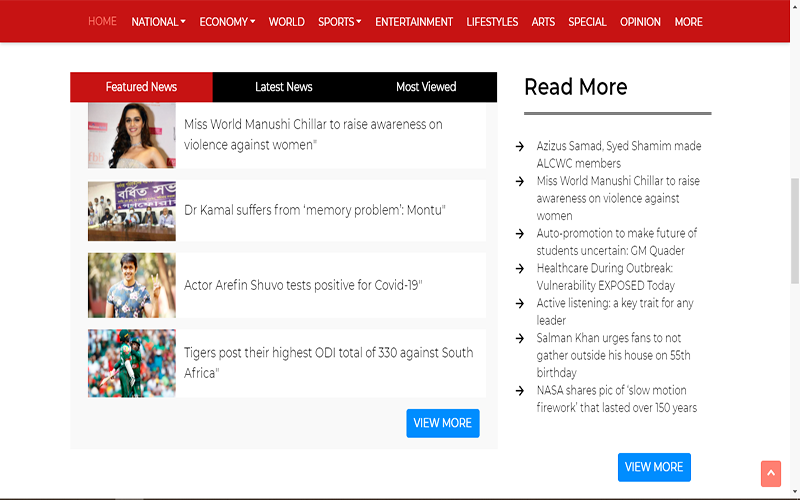 HOME NATIONAL ECONOMY WORLD SPORTS ENTERTAINMENT LIFESTYLES ARTS SPECIAL OPINION MORE
Featured News Latest News Most Viewed
Miss World Manushi Chillar to raise awareness on
violence against women"
বর্ধিত সভা
Dr Kamal suffers from ‘memory problem’: Montu"
Actor Arefin Shuvo tests positive for Covid-19"
Tigers post their highest ODI total of 330 against South
Africa"
VIEW MORE
Read More
Azizus Samad, Syed Shamim made
ALCWC members
Miss World Manushi Chillar to raise
awareness on violence against
women
Auto-promotion to make future of
students uncertain: GM Quader
Healthcare During Outbreak:
Vulnerability EXPOSED Today
Active listening: a key trait for any
leader
Salman Khan urges fans to not
gather outside his house on 55th
birthday
NASA shares pic of ‘slow motion
firework’ that lasted over 150 years
VIEW MORE